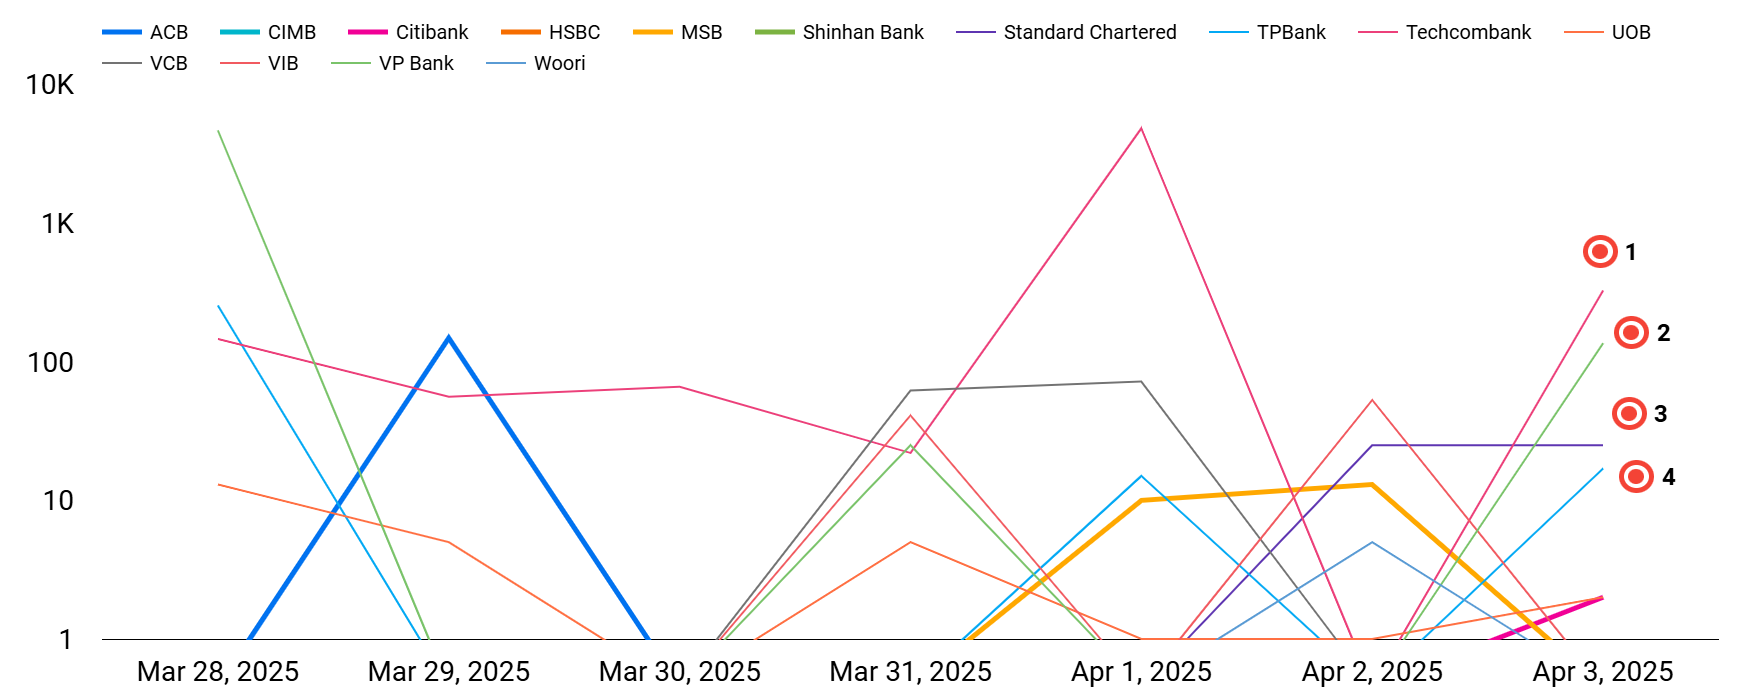 ACB CIMB Citibank HSBC MSB Shinhan Bank Standard Chartered TPBank Techcombank UOB
VCB VIB VP Bank Woori
10K
1K
1
2
100
3
4
10
1
Mar 28, 2025 Mar 29, 2025 Mar 30, 2025 Mar 31, 2025 Apr 1, 2025 Apr 2, 2025 Apr 3, 2025